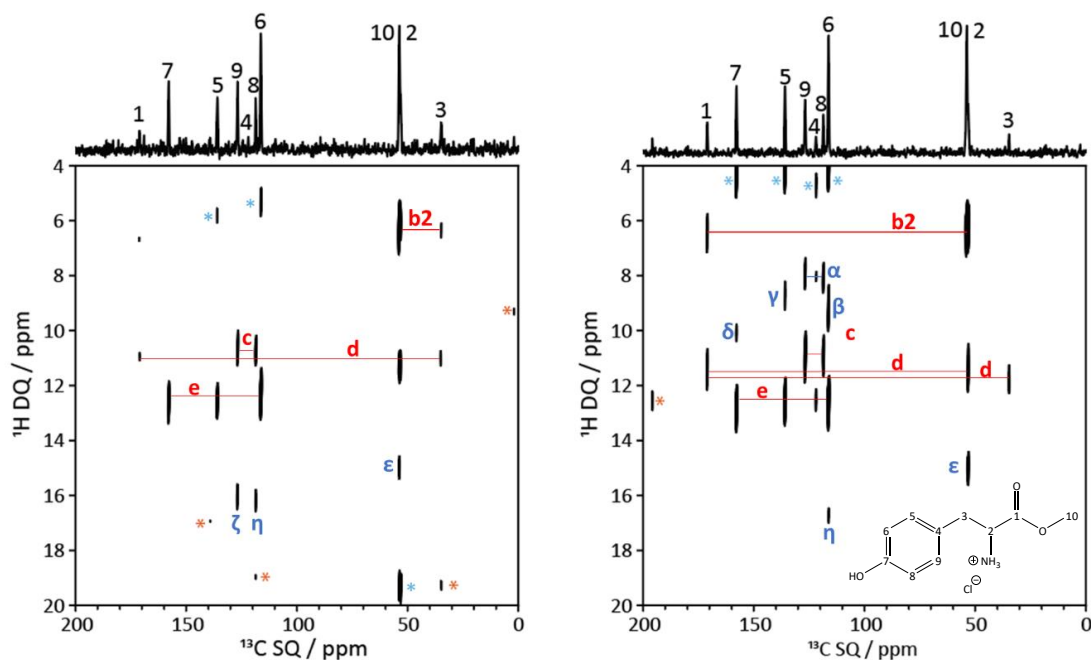 6
10 2
7
9
5
8
1
4
3
4
6
8
10
12
14
16
18
20
¹H DQ / ppm
*
*
b2
*
c
d
e
ε
ζ
η
*
*
*
*
200
150
100
50
0
¹³C SQ / ppm
6
10 2
7
5
9
1
4
8
3
4
6
8
10
12
14
16
18
20
¹H DQ / ppm
*
*
*
*
b2
α
γ
β
δ
c
d
d
e
*
ε
η
O
5
3
1
10
6
4
2
O
7
9
NH₃
HO
8
⊕
Cl⊖
200
150
100
50
0
¹³C SQ / ppm